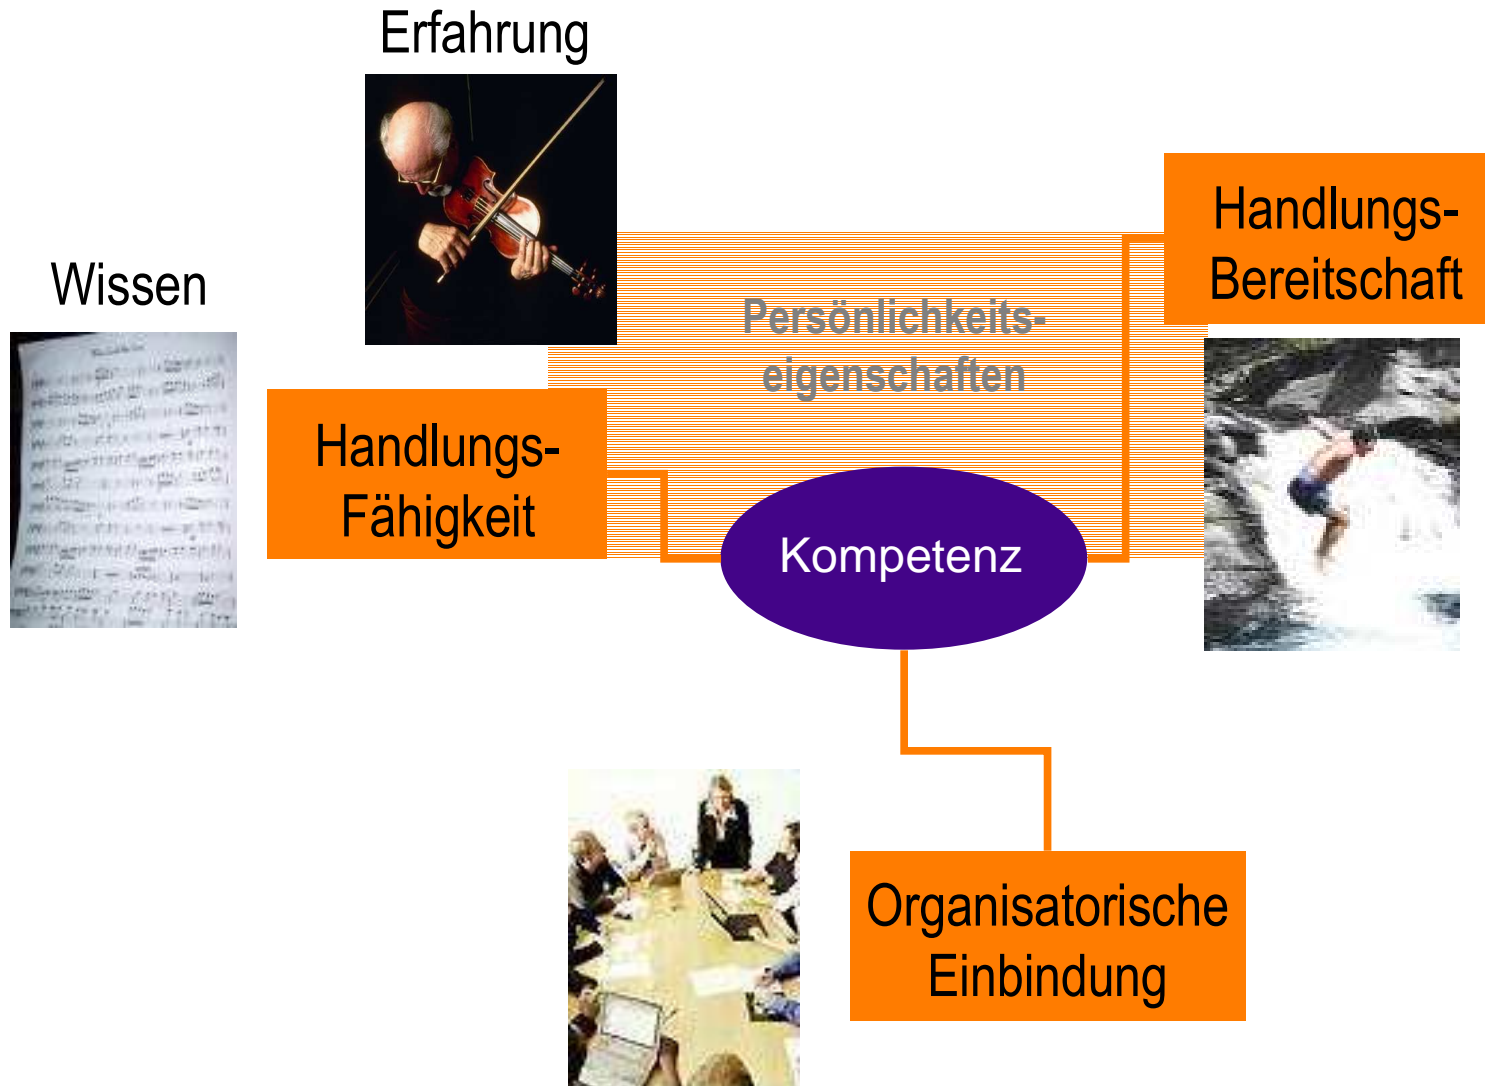 Erfahrung
Wissen
Handlungs-
Bereitschaft
Persönlichkeits-
eigenschaften
Handlungs-
Fähigkeit
Kompetenz
Organisatorische
Einbindung